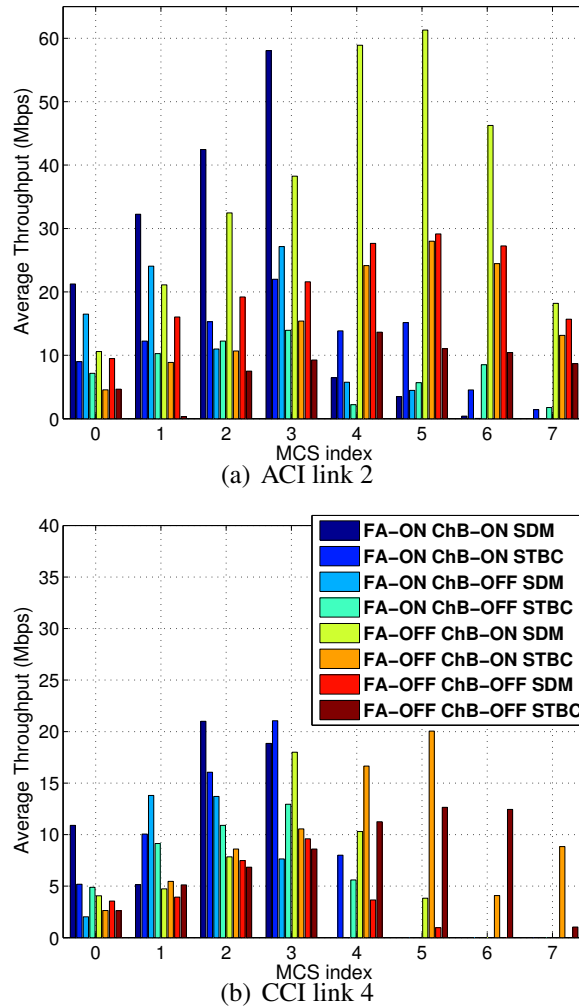 60
50
40
30
20
10
0
Average Throughput (Mbps)
0 1 2 3 4 5 6 7
MCS index
(a) ACI link 2
40
35
30
25
20
15
10
5
0
Average Throughput (Mbps)
FA-ON ChB-ON SDM
FA-ON ChB-ON STBC
FA-ON ChB-OFF SDM
FA-ON ChB-OFF STBC
FA-OFF ChB-ON SDM
FA-OFF ChB-ON STBC
FA-OFF ChB-OFF SDM
FA-OFF ChB-OFF STBC
0 1 2 3 4 5 6 7
MCS index
(b) CCI link 4